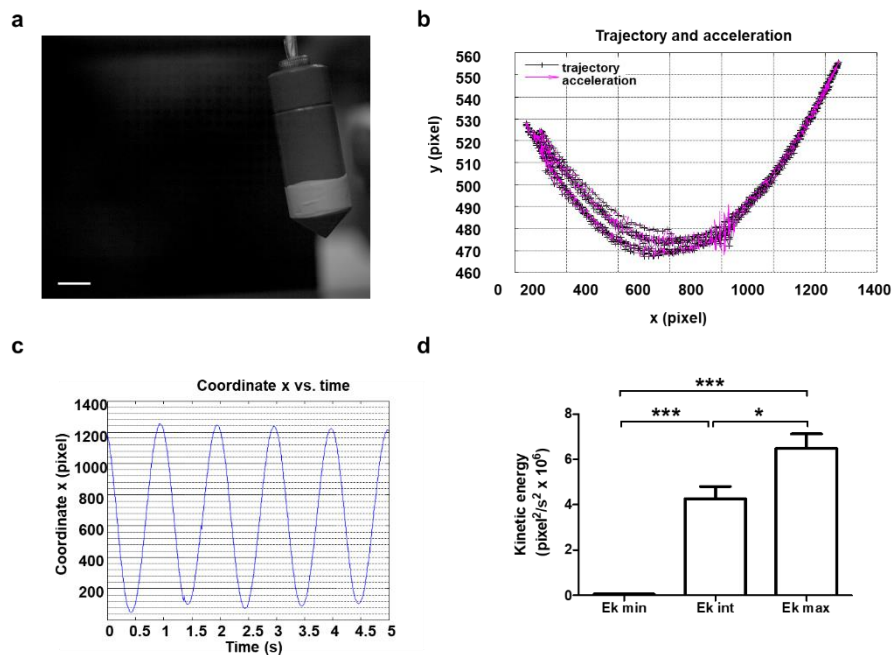 a
b
Trajectory and acceleration
trajectory
acceleration
560
550
540
530
520
510
500
490
480
470
460
y (pixel)
0 200 400 600 800 1000 1200 1400
x (pixel)
c
Coordinate x vs. time
1400
1200
1000
800
600
400
200
Coordinate x (pixel)
0 0.5 1 1.5 2 2.5 3 3.5 4 4.5 5
Time (s)
d
***
*** *
8
6
4
2
0
Kinetic energy
(pixel²/s² x 10⁶)
Ek min Ek int Ek max